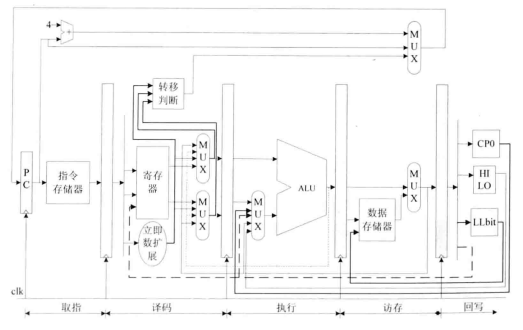 4
+
M
U
X
转移
判断
P
C
指令
存储器
寄存
器
立即
数扩
展
M
U
X
M
U
X
M
U
X
ALU
数据
存储器
M
U
X
CP0
HI
LO
LLbit
clk
取指
译码
执行
访存
回写